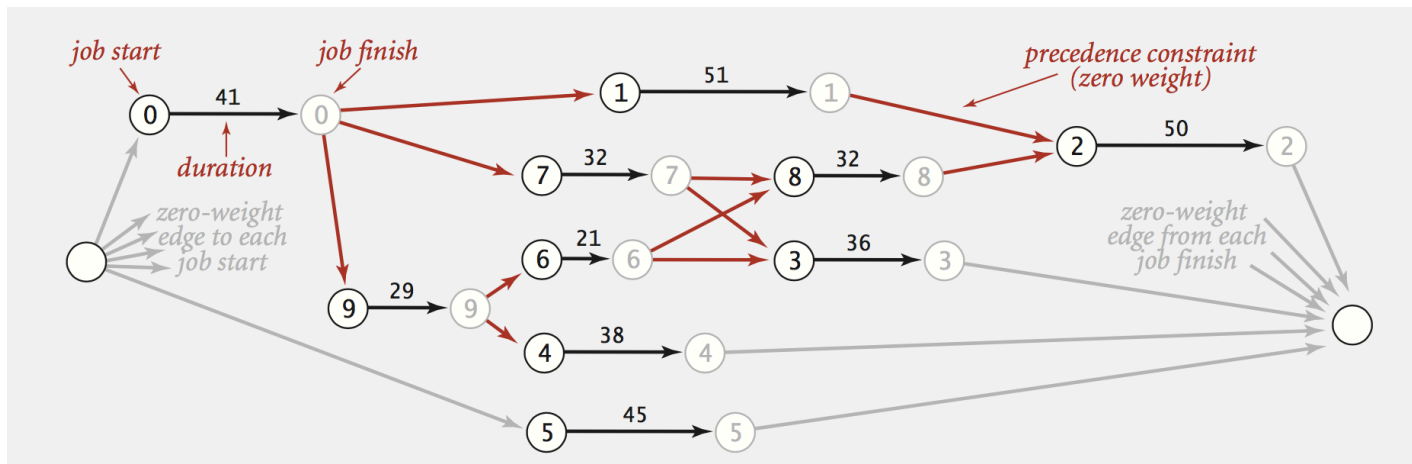 job start
job finish
precedence constraint
(zero weight)
0
41
0
1
51
1
duration
7
32
7
8
32
8
2
50
2
zero-weight
edge to each
job start
6
21
6
3
36
3
zero-weight
edge from each
job finish
9
29
9
4
38
4
5
45
5